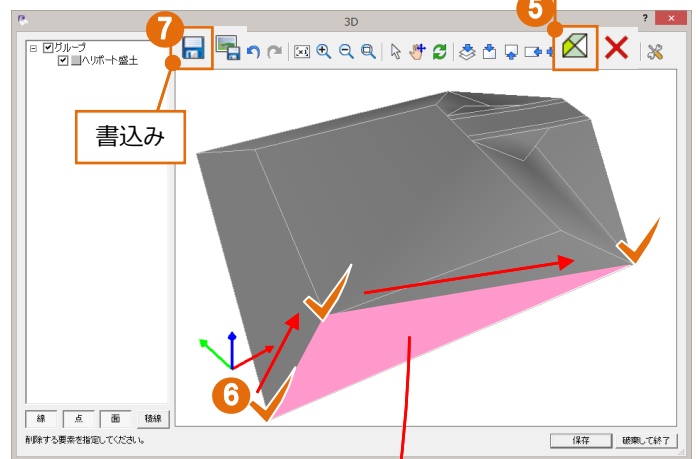 5
7
3D
?
グループ
ヘリポート盛土
書込み
6
線 点 面 稜線
削除する要素を指定してください。
保存 破棄して終了